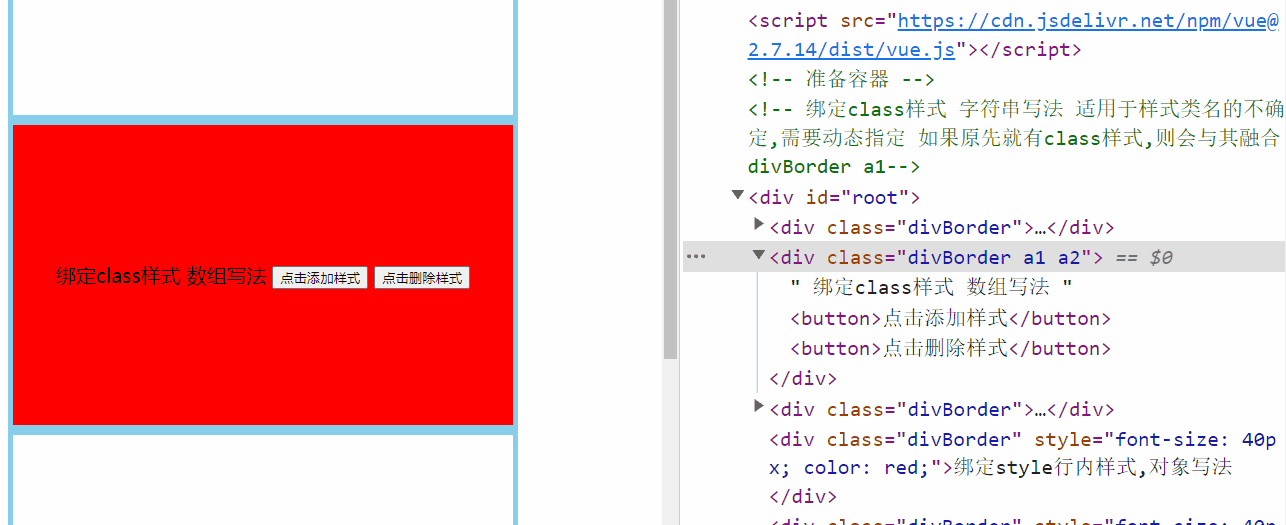 绑定class样式 数组写法 点击添加样式 点击删除样式
<script src="https://cdn.jsdelivr.net/npm/vue@
2.7.14/dist/vue.js"></script>
<!-- 准备容器 -->
<!-- 绑定class样式 字符串写法 适用于样式类名的不确
定,需要动态指定 如果原先就有class样式,则会与其融合
divBorder a1-->
<div id="root">
<div class="divBorder">…</div>
<div class="divBorder a1 a2"> == $0
" 绑定class样式 数组写法 "
<button>点击添加样式</button>
<button>点击删除样式</button>
</div>
<div class="divBorder">…</div>
<div class="divBorder" style="font-size: 40p
x; color: red;">绑定style行内样式,对象写法
</div>
<div class="divBorder" style="font-size: 40p